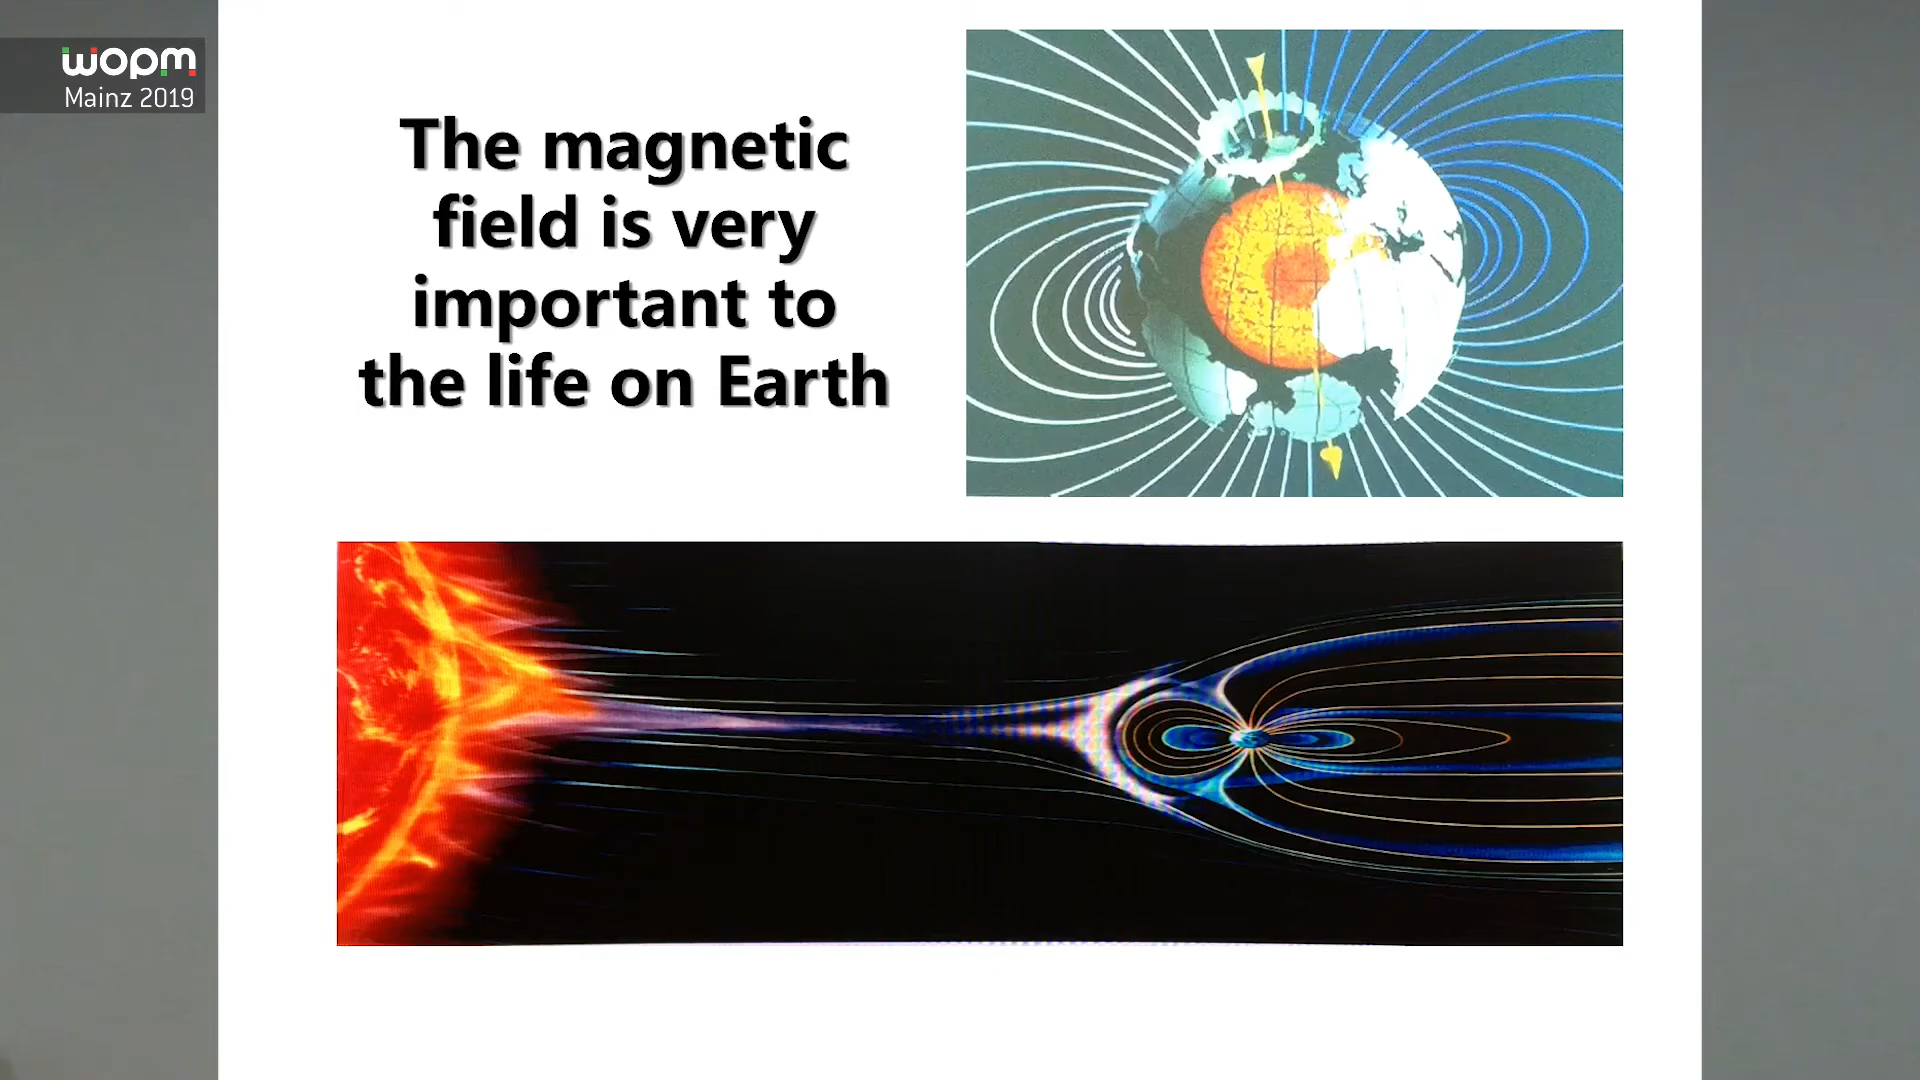 wopm
Mainz 2019
The magnetic
field is very
important to
the life on Earth